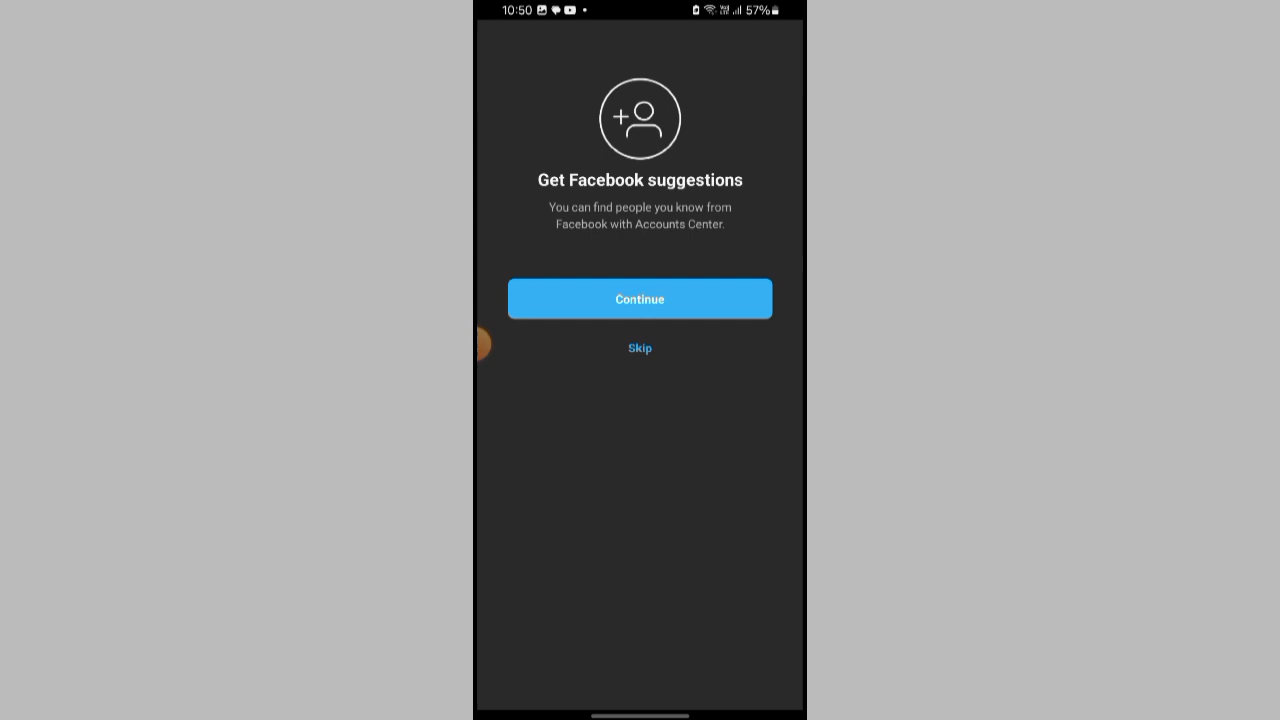 10:50 57%
Get Facebook suggestions
You can find people you know from
Facebook with Accounts Center.
Continue
Skip